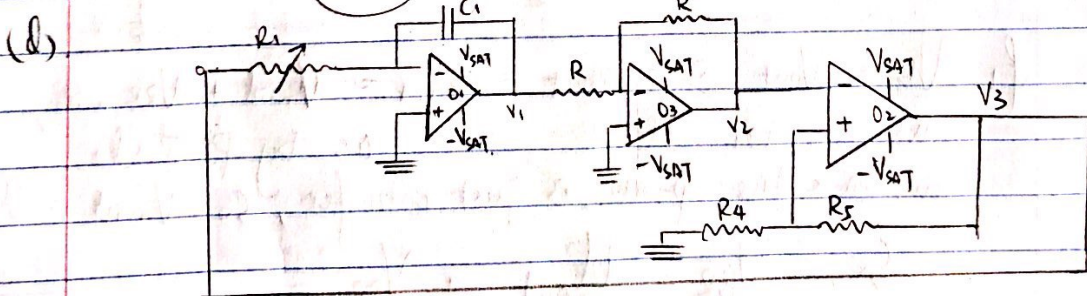 (d)
R1
C1
VSAT
-
O1
+
-VSAT
V1
R
R
VSAT
-
O3
+
-VSAT
V2
VSAT
-
O2
+
-VSAT
V3
R4
R5